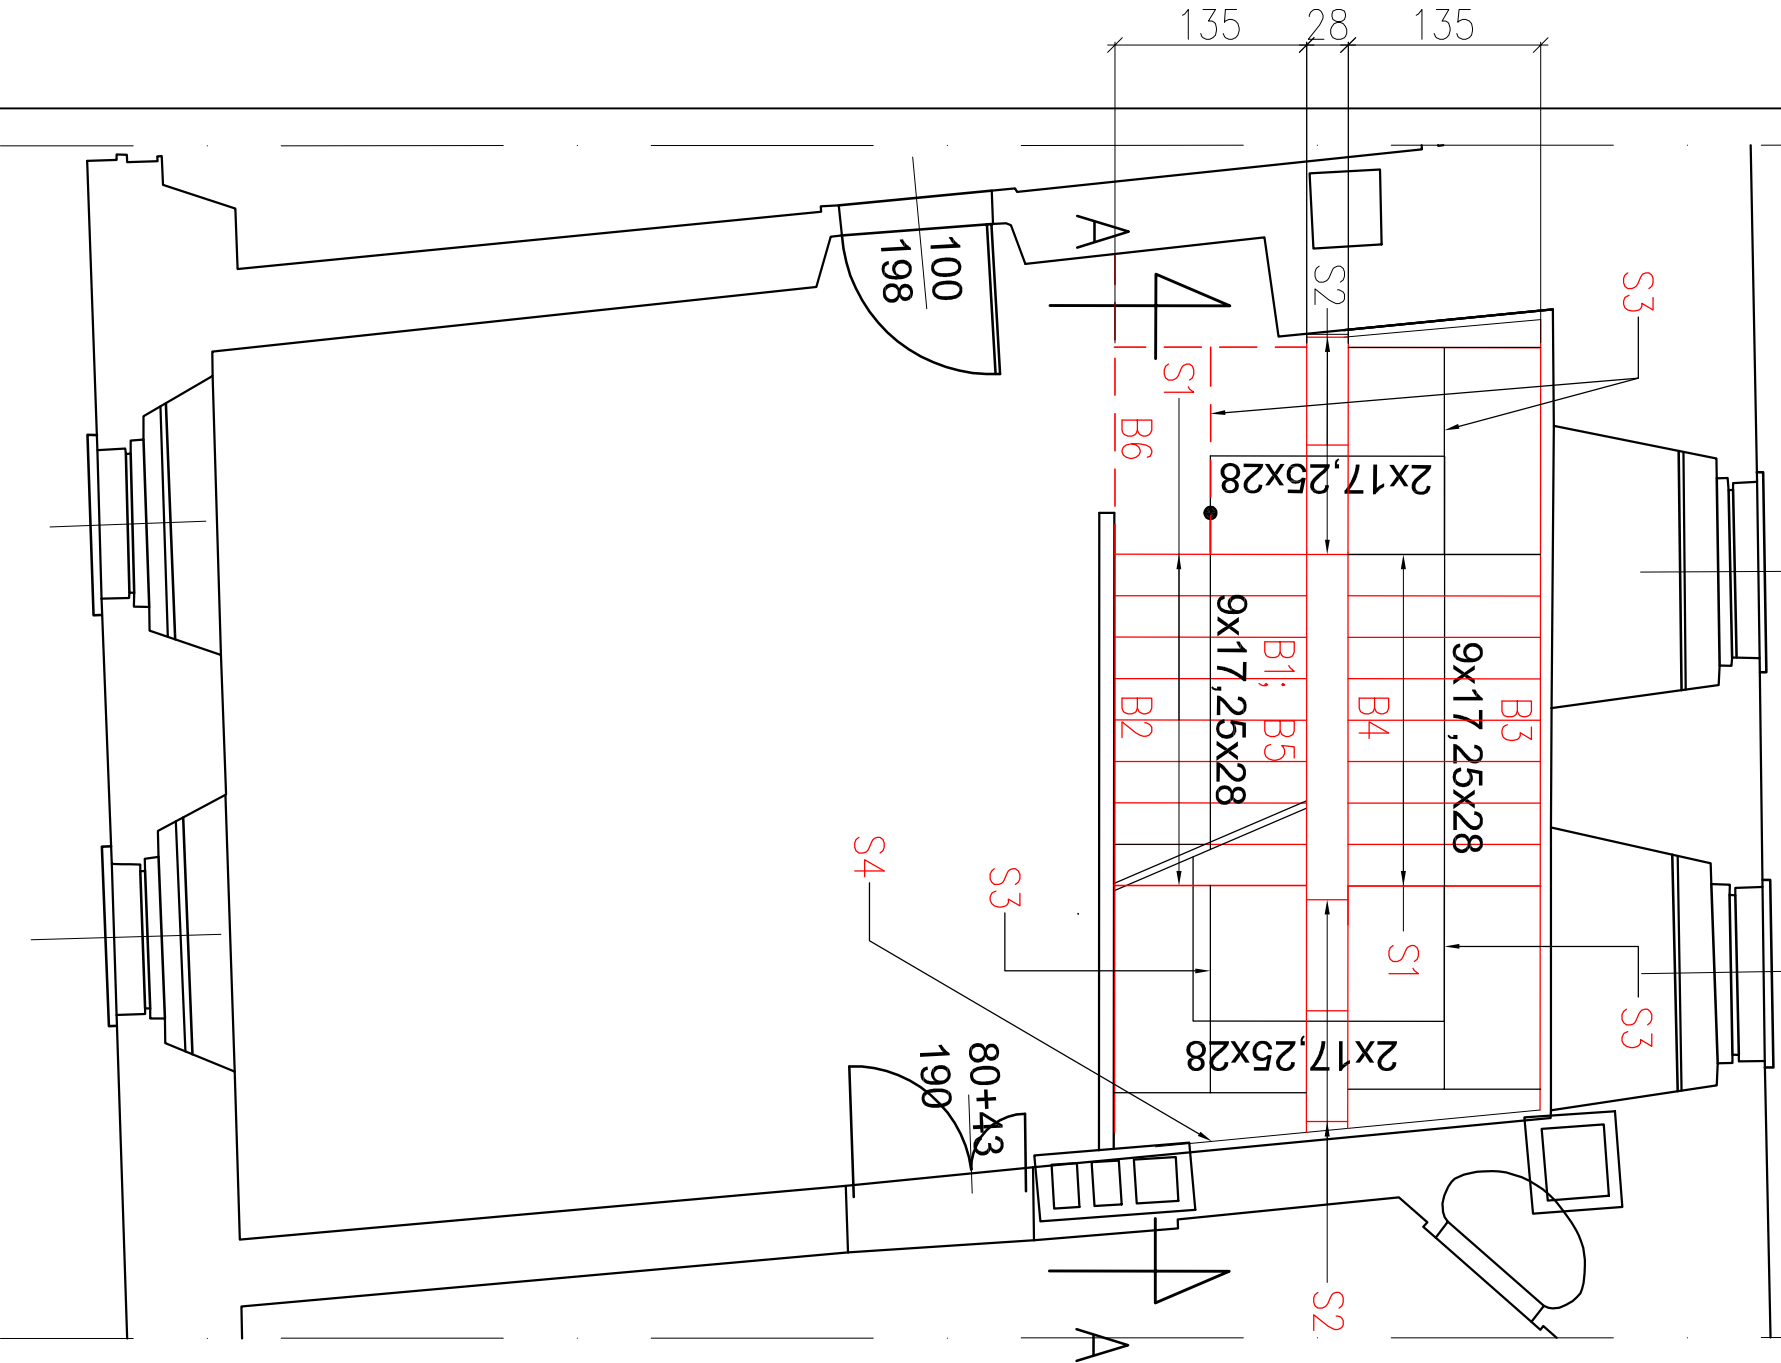 135
28
135
A
100
198
S2
S3
S1
B6
2x17,25x28
9x17,25x28
B1; B5
B2
B4
9x17,25x28
B3
S4
S3
S1
S3
80+43
190
2x17,25x28
S2
A